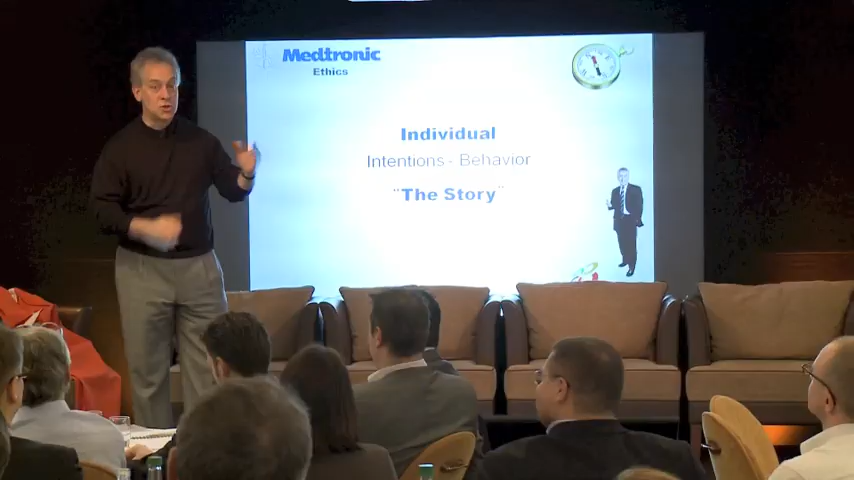 Medtronic
Ethics
Individual
Intentions - Behavior
"The Story"